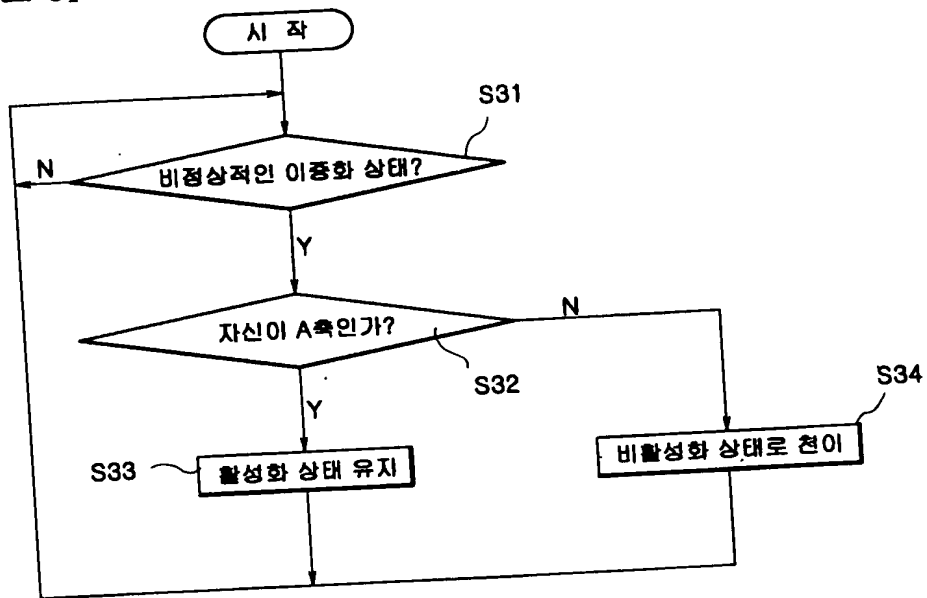 시 작
S31
비정상적인 이중화 상태?
N
Y
자신이 A측인가?
N
S32
Y
S34
S33
활성화 상태 유지
비활성화 상태로 천이